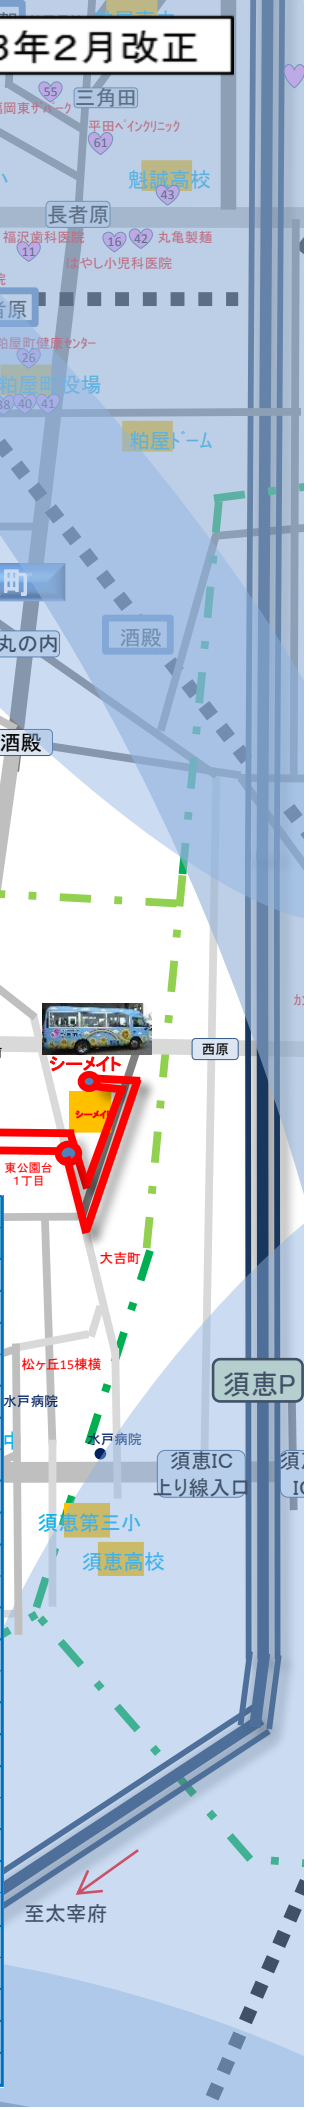 3年２月改正
55
三角田
平田ペインクリニック
61
魁誠高校
43
長者原
福沢歯科医院
16
42
丸亀製麺
11
はやし小児科医院
者原
粕屋町健康センター
26
粕屋町役場
38
40
41
粕屋ドーム
町
酒殿
丸の内
酒殿
西原
シーメイト
シーメイト
東公園台
1丁目
大吉町
松ヶ丘15棟横
須恵P
水戸病院
水戸病院
須恵IC
上り線入口
須恵第三小
須恵高校
至太宰府